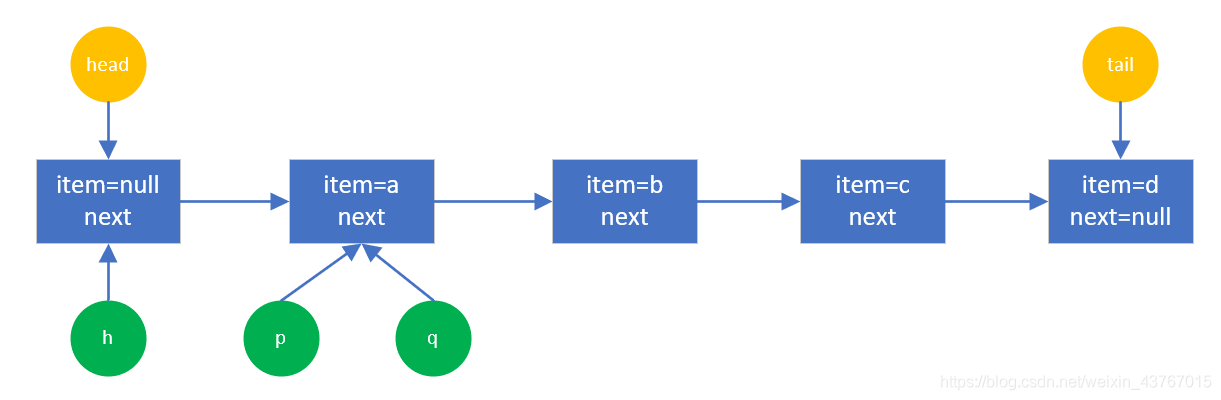 head
tail
item=null
next
item=a
next
item=b
next
item=c
next
item=d
next=null
h
p
q
https://blog.csdn.net/weixin_43767015